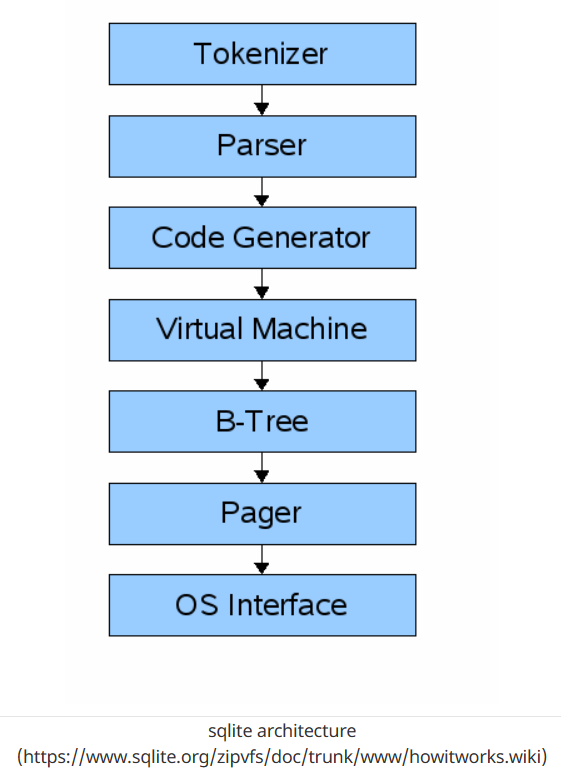 Tokenizer
Parser
Code Generator
Virtual Machine
B-Tree
Pager
OS Interface
sqlite architecture
(https://www.sqlite.org/zipvfs/doc/trunk/www/howitworks.wiki)